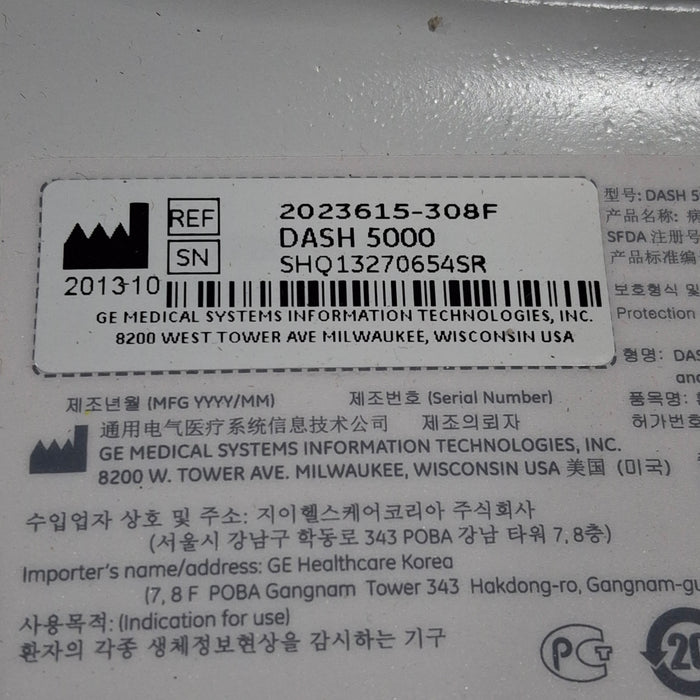 REF 2023615-308F
DASH 5000
SN SHQ13270654SR
2013-10
GE MEDICAL SYSTEMS INFORMATION TECHNOLOGIES, INC.
8200 WEST TOWER AVE MILWAUKEE, WISCONSIN USA
型号: DASH 5
产品名称:
SFDA 注册号
产品标准编
보호형식 및
Protection
형명: DAS
and
품목명:
허가번호
제조년월 (MFG YYYY/MM) 제조번호 (Serial Number)
通用电气医疗系统信息技术公司 제조의뢰자
GE MEDICAL SYSTEMS INFORMATION TECHNOLOGIES, INC.
8200 W. TOWER AVE. MILWAUKEE, WISCONSIN USA 美国 (미국)
수입업자 상호 및 주소: 지이헬스케어코리아 주식회사
(서울시 강남구 학동로 343 POBA 강남 타워 7, 8층)
Importer's name/address: GE Healthcare Korea
(7, 8 F POBA Gangnam Tower 343 Hakdong-ro, Gangnam-gu
사용목적: (Indication for use)
환자의 각종 생체정보현상을 감시하는 기구
20